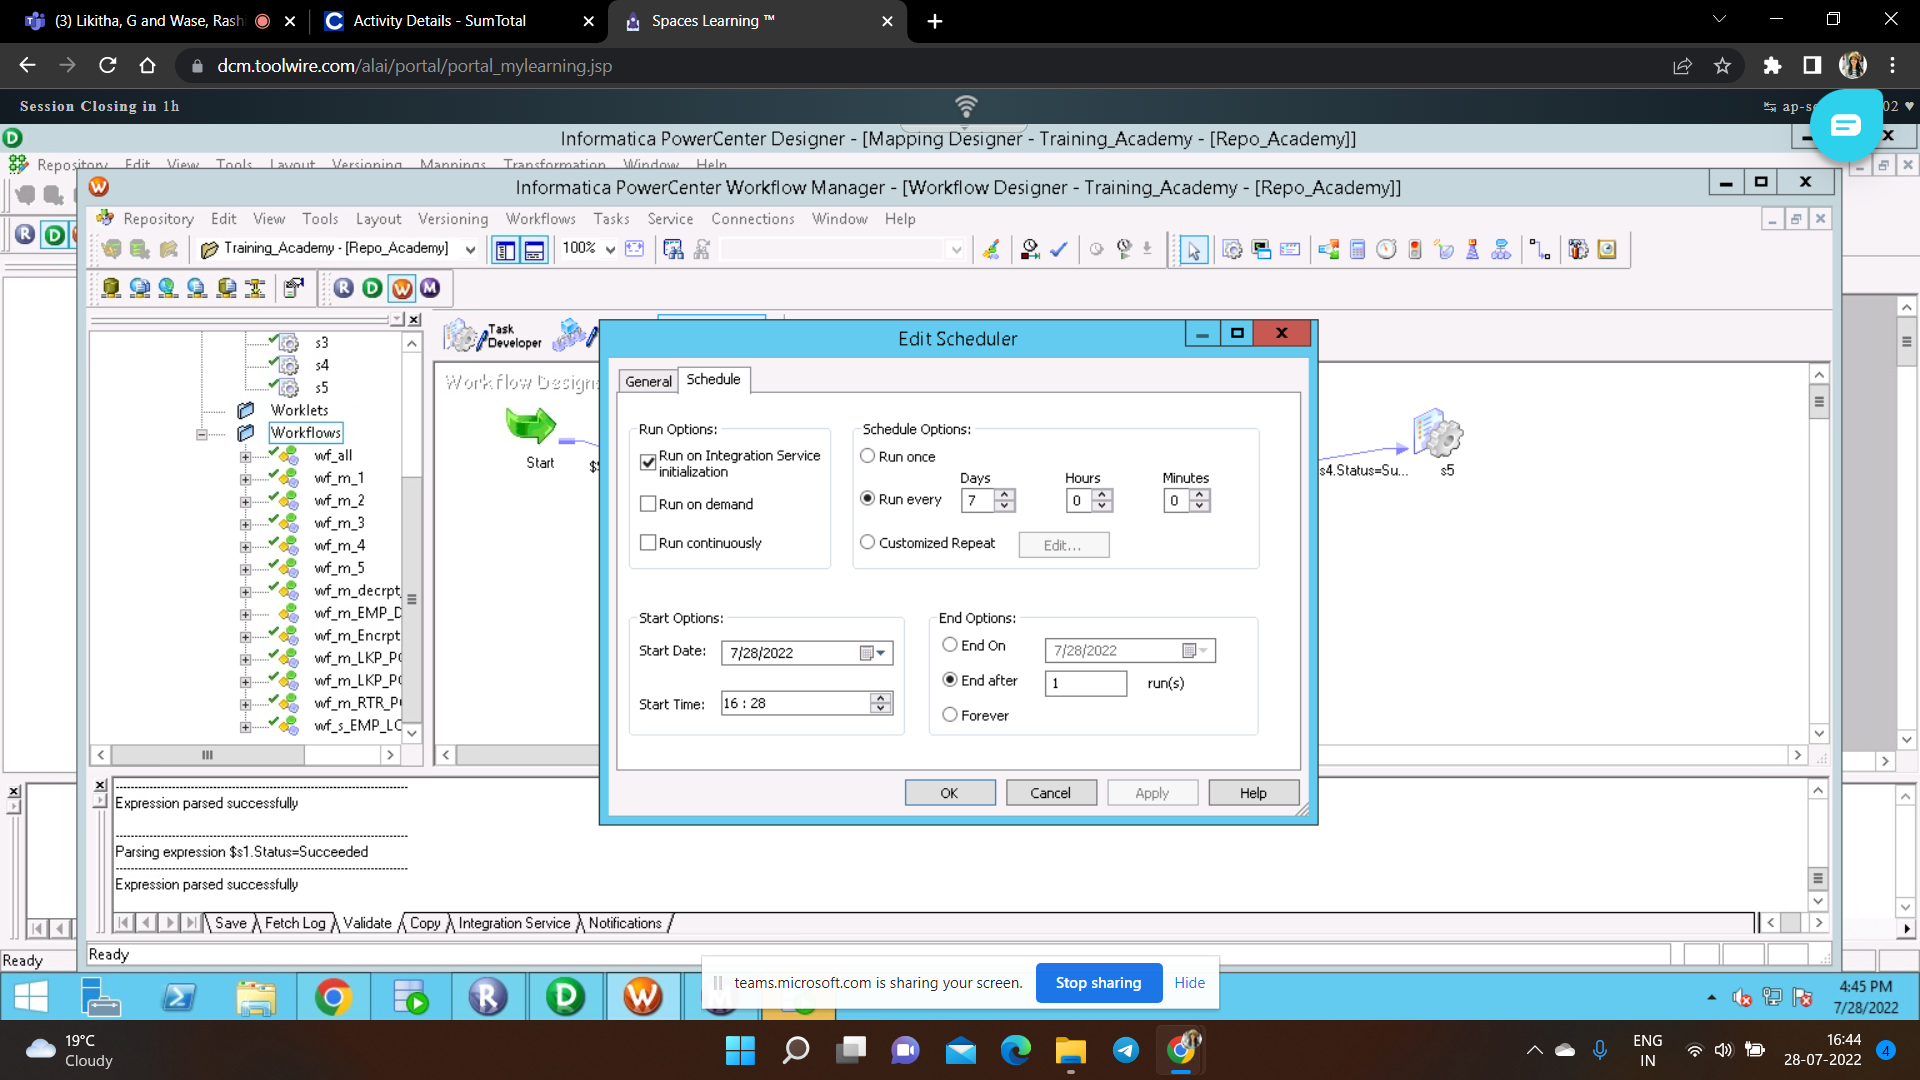 (3) Likitha, G and Wase, Rash
Activity Details - SumTotal
Spaces Learning ™
dcm.toolwire.com/alai/portal/portal_mylearning.jsp
Session Closing in 1h
Informatica PowerCenter Designer - [Mapping Designer - Training_Academy - [Repo_Academy]]
Repository Edit View Tools Layout Versioning Mappings Transformation Window Help
Informatica PowerCenter Workflow Manager - [Workflow Designer - Training_Academy - [Repo_Academy]]
Repository Edit View Tools Layout Versioning Workflows Tasks Service Connections Window Help
Training_Academy - [Repo_Academy]
100%
s3
s4
s5
Worklets
Workflows
wf_all
wf_m_1
wf_m_2
wf_m_3
wf_m_4
wf_m_5
wf_m_decrpt
wf_m_EMP_D
wf_m_Encrpt
wf_m_LKP_P
wf_m_LKP_P
wf_m_RTR_P
wf_s_EMP_LC
Task Developer
Workflow Designe
Start
s4.Status=Su...
s5
Edit Scheduler
General
Schedule
Run Options:
Run on Integration Service
initialization
Run on demand
Run continuously
Schedule Options:
Run once
Days Hours Minutes
Run every 7 0 0
Customized Repeat Edit...
Start Options:
Start Date: 7/28/2022
Start Time: 16 : 28
End Options:
End On 7/28/2022
End after 1 run(s)
Forever
OK Cancel Apply Help
Expression parsed successfully
Parsing expression $s1.Status=Succeeded
Expression parsed successfully
Save Fetch Log Validate Copy Integration Service Notifications
Ready
Ready
teams.microsoft.com is sharing your screen. Stop sharing Hide
4:45 PM
7/28/2022
19°C
Cloudy
ENG
IN
16:44
28-07-2022
4